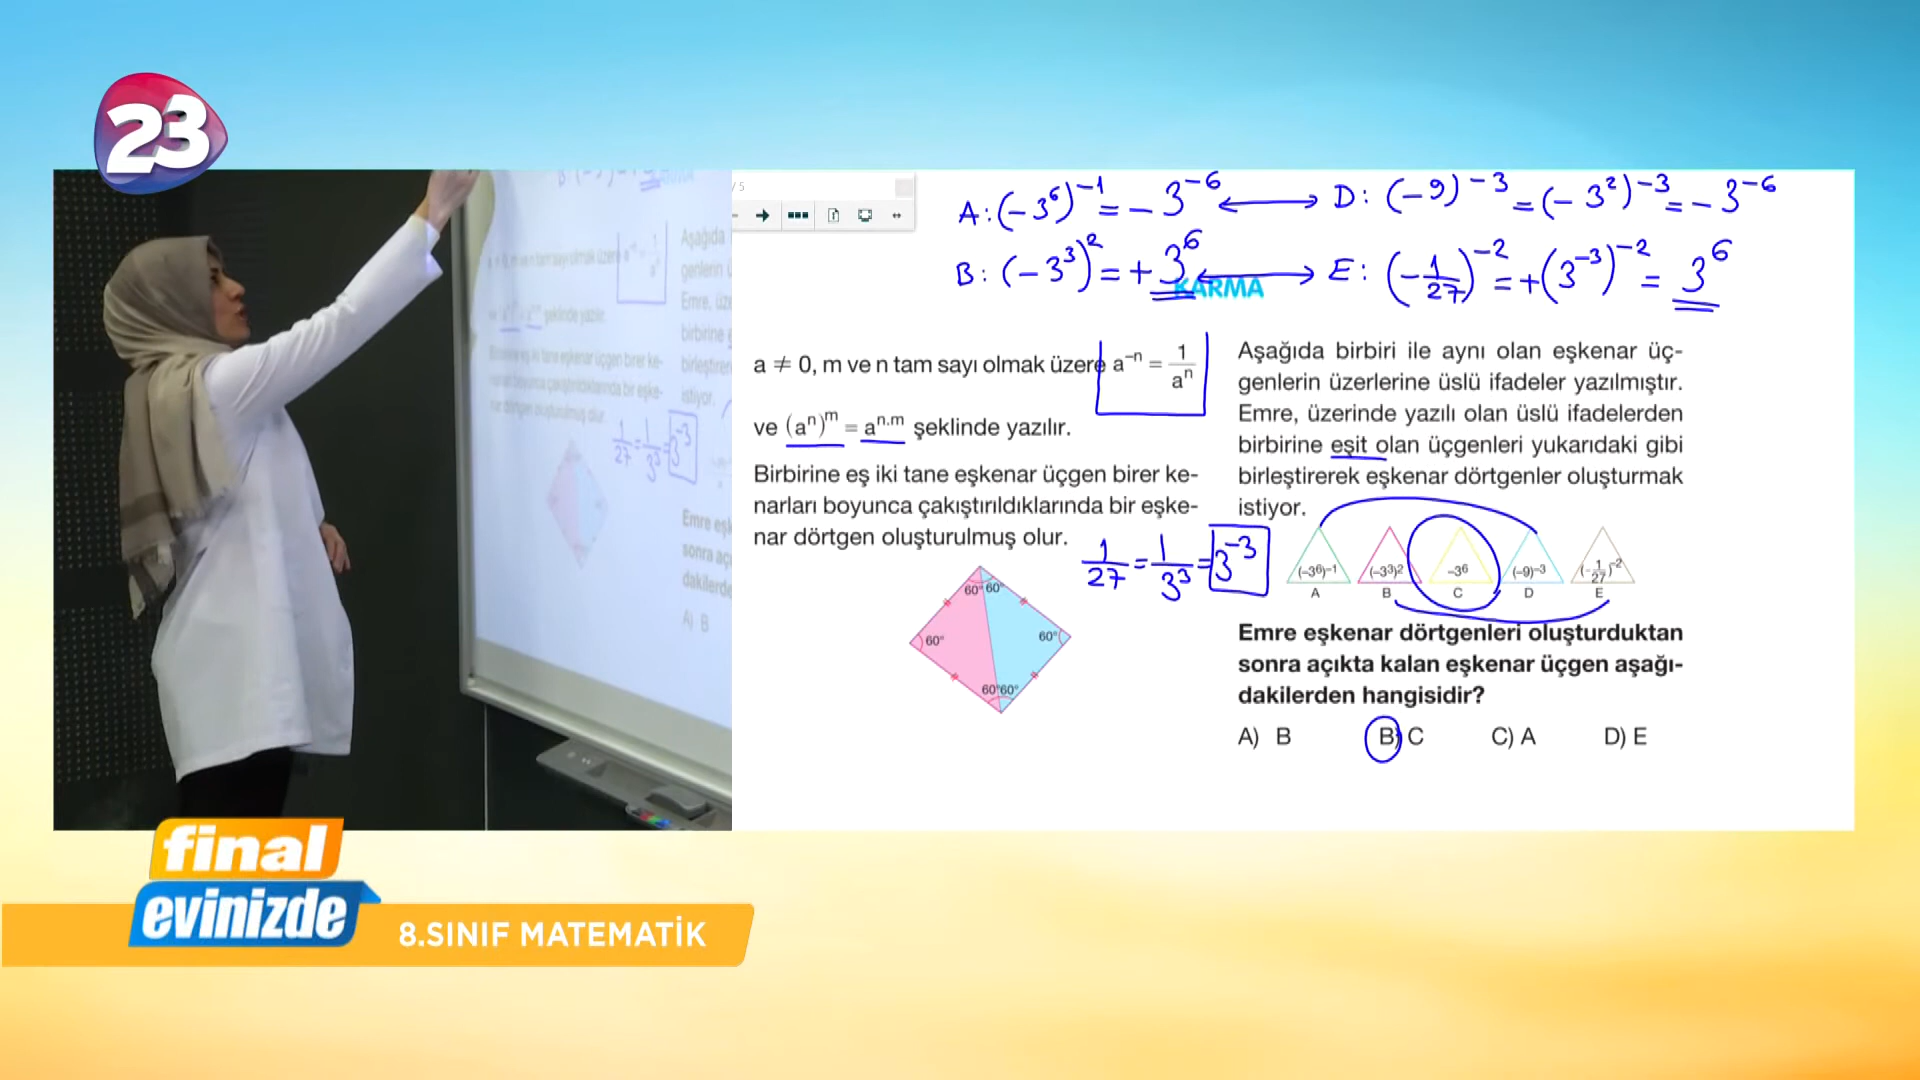 23
/ 5
A: (-3⁶)⁻¹ = - 3⁻⁶ ⟷ D: (-9)⁻³ = (-3²)⁻³ = - 3⁻⁶
B: (-3³)² = + 3⁶ ⟷ E: (-1/27)⁻² = +(3⁻³)⁻² = 3⁶
KARMA
a ≠ 0, m ve n tam sayı olmak üzere a⁻ⁿ = 1/aⁿ
ve (aⁿ)ᵐ = aⁿ·ᵐ şeklinde yazılır.
Birbirine eş iki tane eşkenar üçgen birer ke-
narları boyunca çakıştırıldıklarında bir eşke-
nar dörtgen oluşturulmuş olur.
1/27 = 1/3³ = 3⁻³
60° 60°
60° 60°
60° 60°
Aşağıda birbiri ile aynı olan eşkenar üç-
genlerin üzerlerine üslü ifadeler yazılmıştır.
Emre, üzerinde yazılı olan üslü ifadelerden
birbirine eşit olan üçgenleri yukarıdaki gibi
birleştirerek eşkenar dörtgenler oluşturmak
istiyor.
(-3⁶)⁻¹ (-3³)² -3⁶ (-9)⁻³ (-1/27)⁻²
A B C D E
Emre eşkenar dörtgenleri oluşturduktan
sonra açıkta kalan eşkenar üçgen aşağı-
dakilerden hangisidir?
A) B B) C C) A D) E
final
evinizde
8.SINIF MATEMATİK